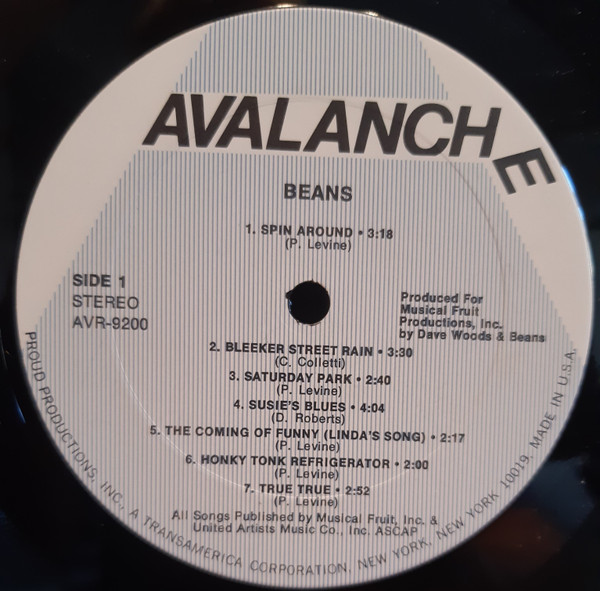 AVALANCHE
BEANS
1. SPIN AROUND • 3:18
(P. Levine)
SIDE 1
STEREO
AVR-9200
Produced For
Musical Fruit
Productions, Inc.
by Dave Woods & Beans
2. BLEEKER STREET RAIN • 3:30
(C. Colletti)
3. SATURDAY PARK • 2:40
(P. Levine)
4. SUSIE'S BLUES • 4:04
(D. Roberts)
5. THE COMING OF FUNNY (LINDA'S SONG) • 2:17
(P. Levine)
6. HONKY TONK REFRIGERATOR • 2:00
(P. Levine)
7. TRUE TRUE • 2:52
(P. Levine)
All Songs Published by Musical Fruit, Inc. &
United Artists Music Co., Inc. ASCAP
PROUD PRODUCTIONS, INC., A TRANSAMERICA CORPORATION, NEW YORK, NEW YORK 10019. MADE IN U.S.A.